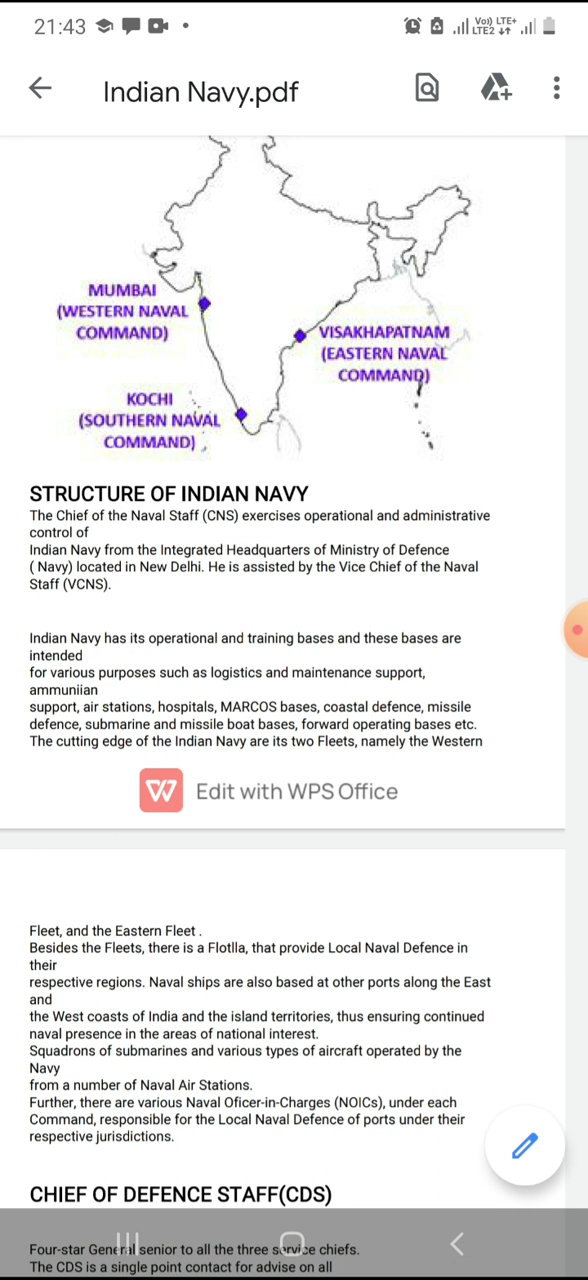 21:43
Vo)) LTE+
LTE2
Indian Navy.pdf
MUMBAI
(WESTERN NAVAL
COMMAND)
VISAKHAPATNAM
(EASTERN NAVAL
COMMAND)
KOCHI
(SOUTHERN NAVAL
COMMAND)
STRUCTURE OF INDIAN NAVY
The Chief of the Naval Staff (CNS) exercises operational and administrative
control of
Indian Navy from the Integrated Headquarters of Ministry of Defence
( Navy) located in New Delhi. He is assisted by the Vice Chief of the Naval
Staff (VCNS).
Indian Navy has its operational and training bases and these bases are
intended
for various purposes such as logistics and maintenance support,
ammuniian
support, air stations, hospitals, MARCOS bases, coastal defence, missile
defence, submarine and missile boat bases, forward operating bases etc.
The cutting edge of the Indian Navy are its two Fleets, namely the Western
W Edit with WPS Office
Fleet, and the Eastern Fleet .
Besides the Fleets, there is a Flotlla, that provide Local Naval Defence in
their
respective regions. Naval ships are also based at other ports along the East
and
the West coasts of India and the island territories, thus ensuring continued
naval presence in the areas of national interest.
Squadrons of submarines and various types of aircraft operated by the
Navy
from a number of Naval Air Stations.
Further, there are various Naval Oficer-in-Charges (NOICs), under each
Command, responsible for the Local Naval Defence of ports under their
respective jurisdictions.
CHIEF OF DEFENCE STAFF(CDS)
Four-star General senior to all the three service chiefs.
The CDS is a single point contact for advise on all